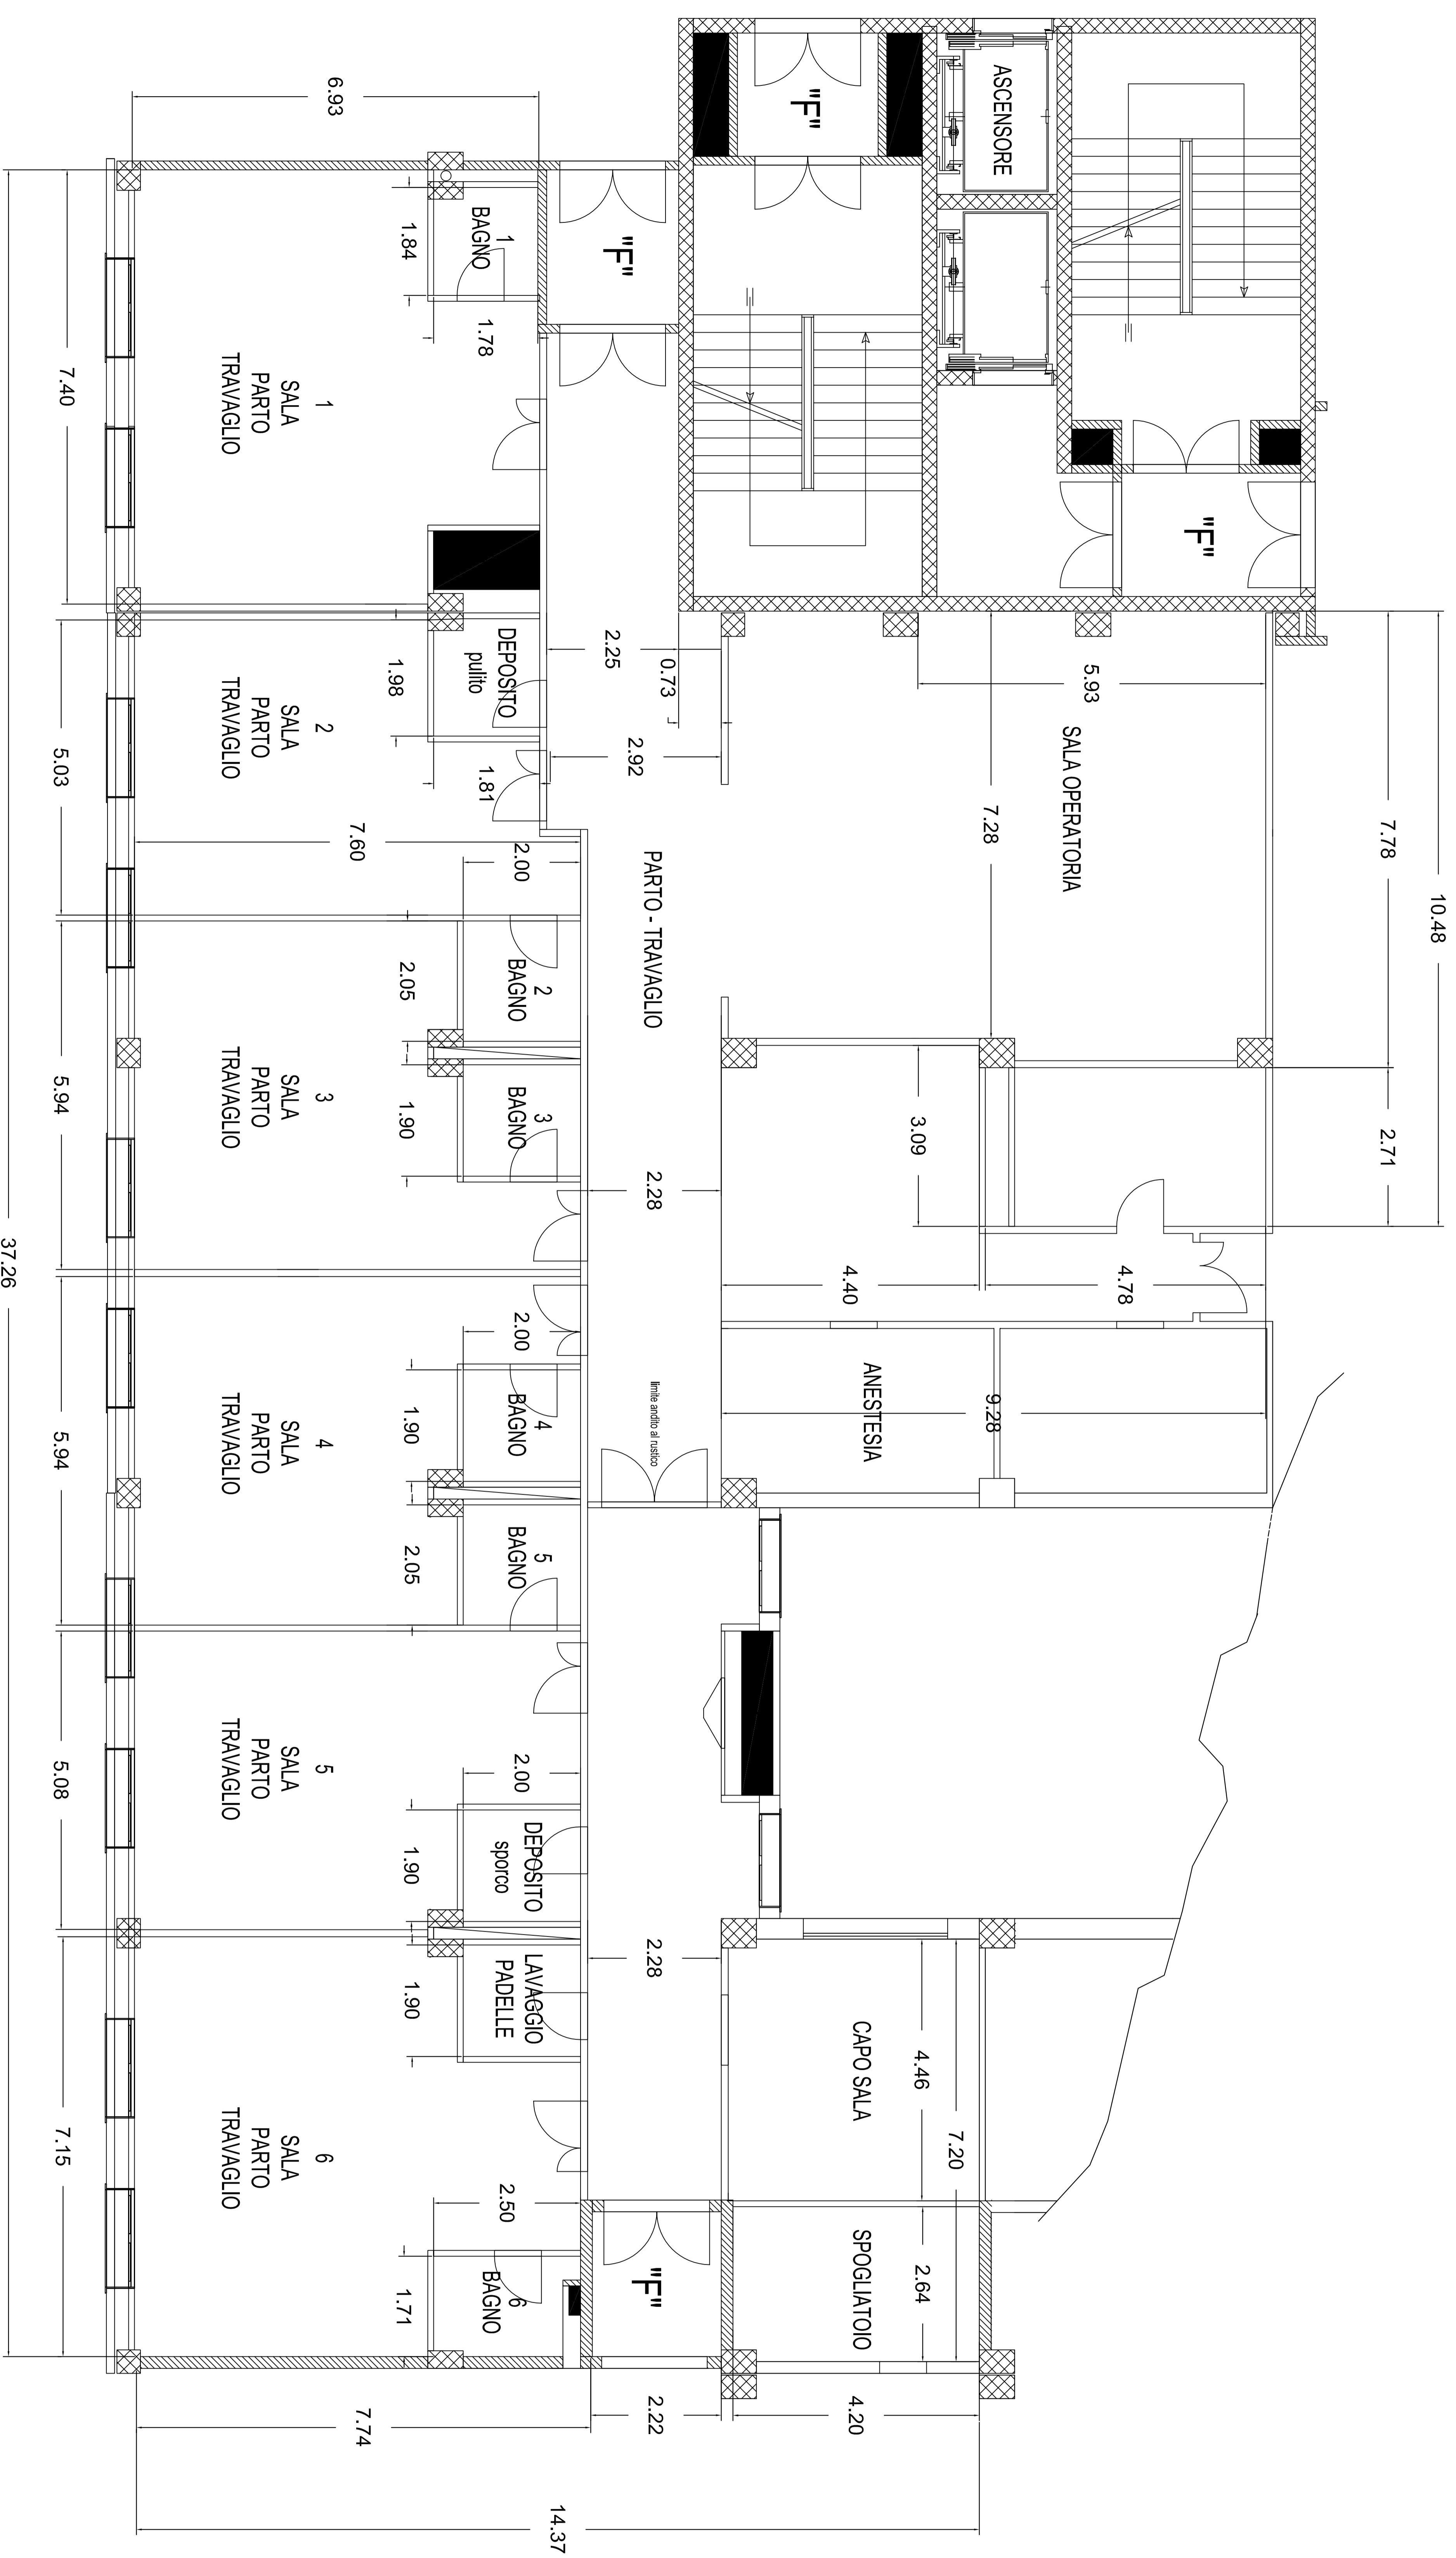 10.48
7.78
2.71
5.93
SALA OPERATORIA
7.28
4.78
"F"
ASCENSORE
"F"
3.09
4.40
9.28
ANESTESIA
7.20
4.46
2.64
CAPO SALA
SPOGLIATOIO
0.73
2.25
2.92
PARTO - TRAVAGLIO
2.28
limite andito al rustico
2.28
"F"
"F"
2.22
4.20
14.37
6.93
1
BAGNO
1.84
1.78
DEPOSITO
pulito
1.98
1.81
7.60
2.00
2
BAGNO
2.05
3
BAGNO
1.90
2.00
4
BAGNO
1.90
5
BAGNO
2.05
2.00
DEPOSITO
sporco
1.90
LAVAGGIO
PADELLE
1.90
2.50
6
BAGNO
1.71
7.74
1
SALA
PARTO
TRAVAGLIO
2
SALA
PARTO
TRAVAGLIO
3
SALA
PARTO
TRAVAGLIO
4
SALA
PARTO
TRAVAGLIO
5
SALA
PARTO
TRAVAGLIO
6
SALA
PARTO
TRAVAGLIO
7.40
5.03
5.94
5.94
5.08
7.15
37.26